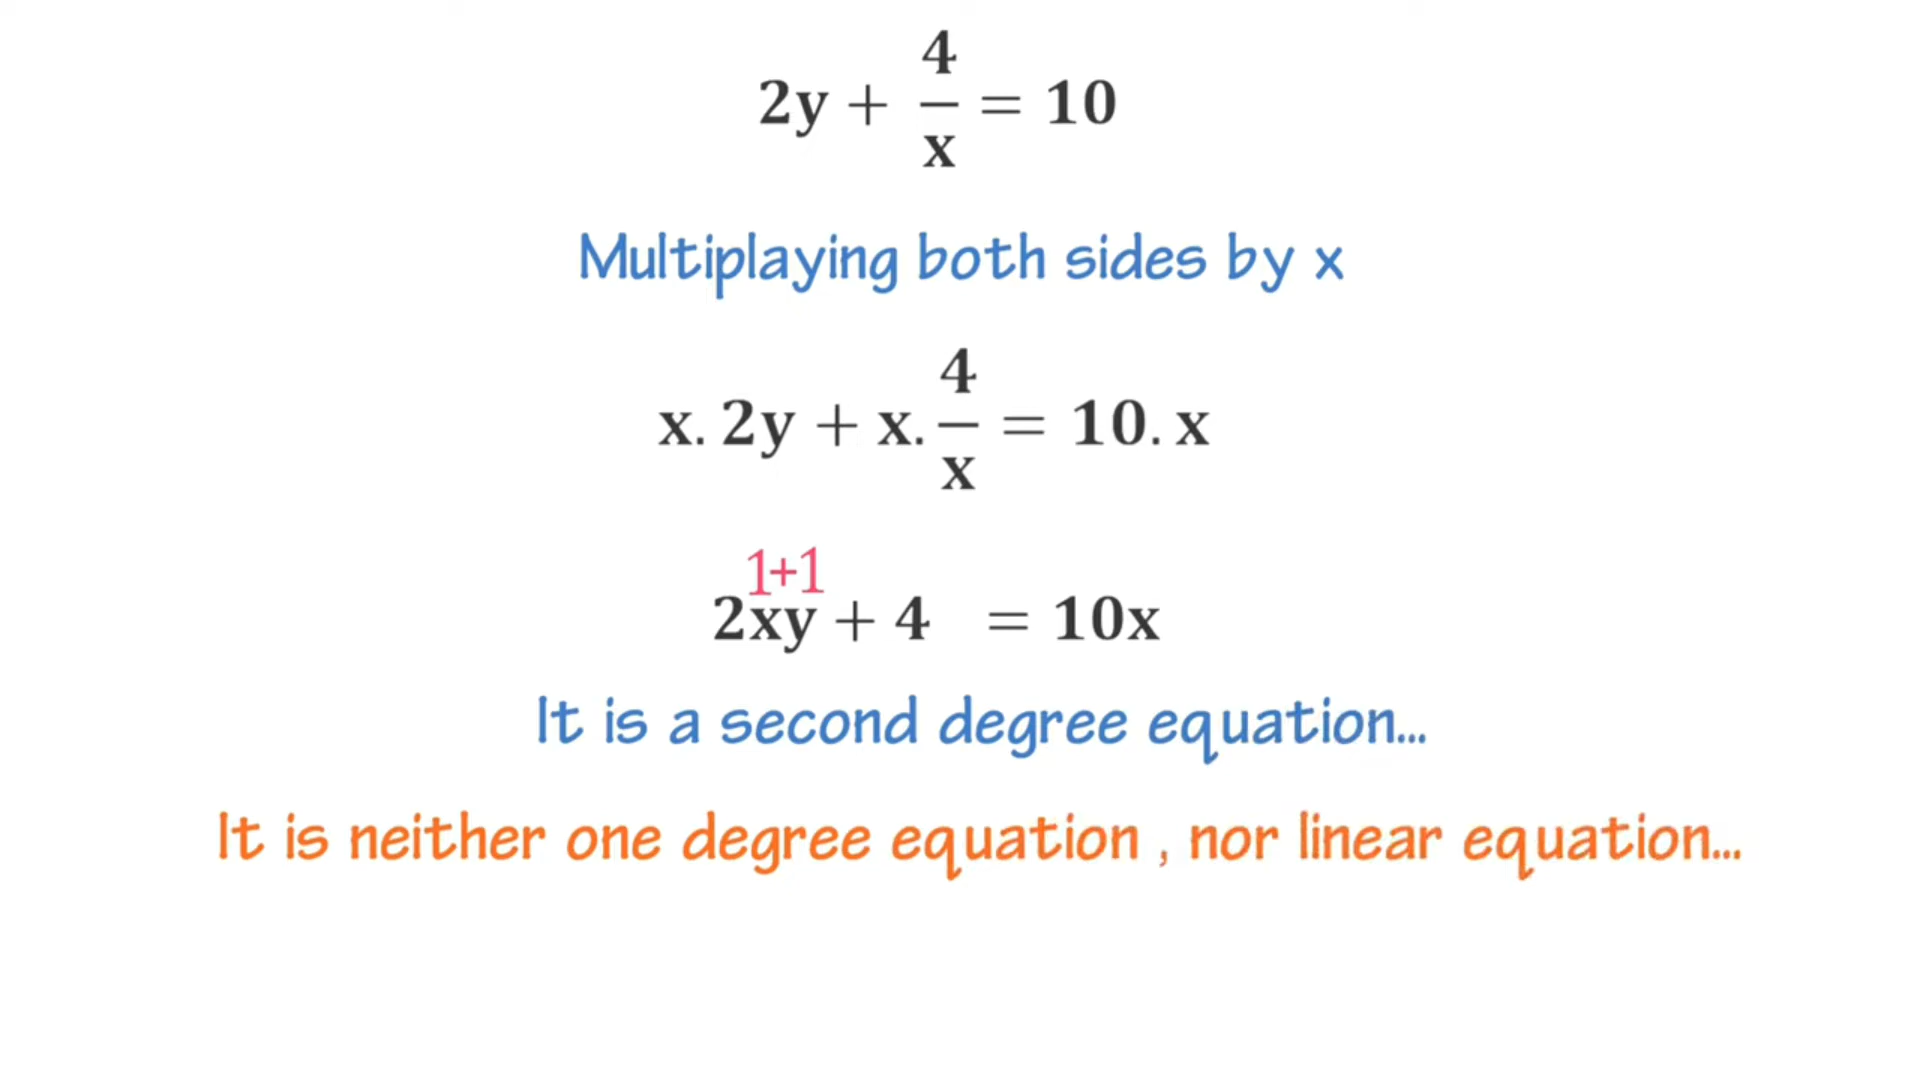 2y + 4/x = 10
Multiplaying both sides by x
x. 2y + x. 4/x = 10. x
1+1
2xy + 4 = 10x
It is a second degree equation...
It is neither one degree equation , nor linear equation...